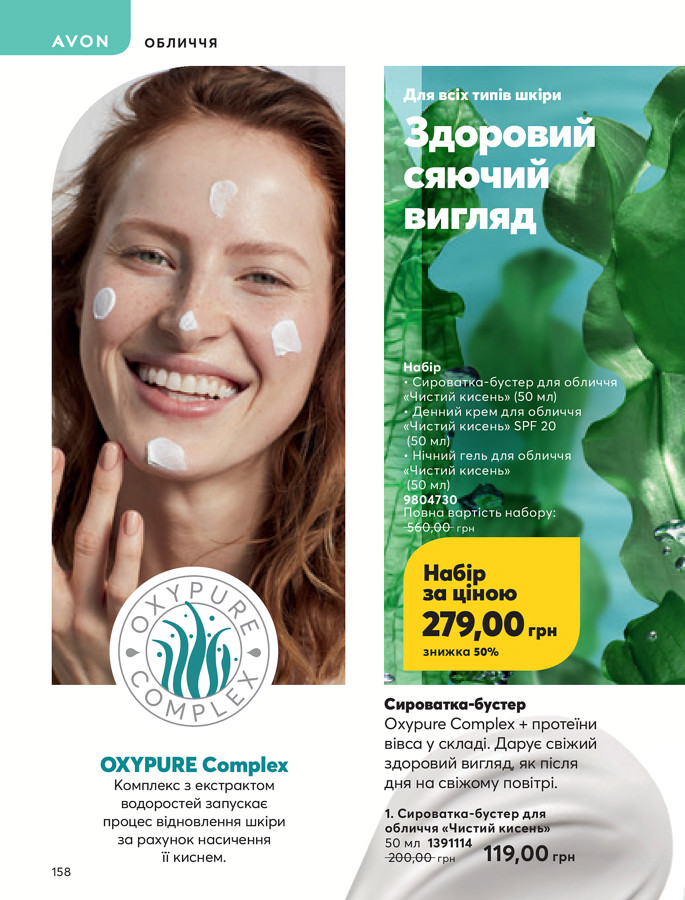 AVON
ОБЛИЧЧЯ
Для всіх типів шкіри
Здоровий
сяючий
вигляд
Набір
• Сироватка-бустер для обличчя
«Чистий кисень» (50 мл)
• Денний крем для обличчя
«Чистий кисень» SPF 20
(50 мл)
• Нічний гель для обличчя
«Чистий кисень»
(50 мл)
9804730
Повна вартість набору:
560,00 грн
Набір
за ціною
279,00 грн
знижка 50%
OXYPURE
COMPLEX
OXYPURE Complex
Комплекс з екстрактом
водоростей запускає
процес відновлення шкіри
за рахунок насичення
її киснем.
Сироватка-бустер
Oxypure Complex + протеїни
вівса у складі. Дарує свіжий
здоровий вигляд, як після
дня на свіжому повітрі.
1. Сироватка-бустер для
обличчя «Чистий кисень»
50 мл 1391114
200,00 грн 119,00 грн
158